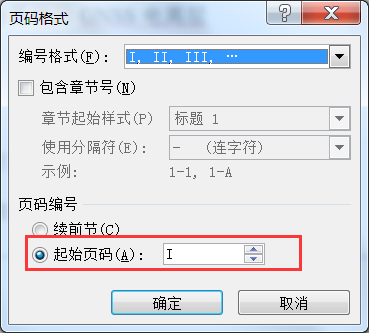 页码格式
编号格式(F): I, II, III, …
包含章节号(N)
章节起始样式(P) 标题 1
使用分隔符(E): - (连字符)
示例: 1-1, 1-A
页码编号
续前节(C)
起始页码(A): I
确定 取消